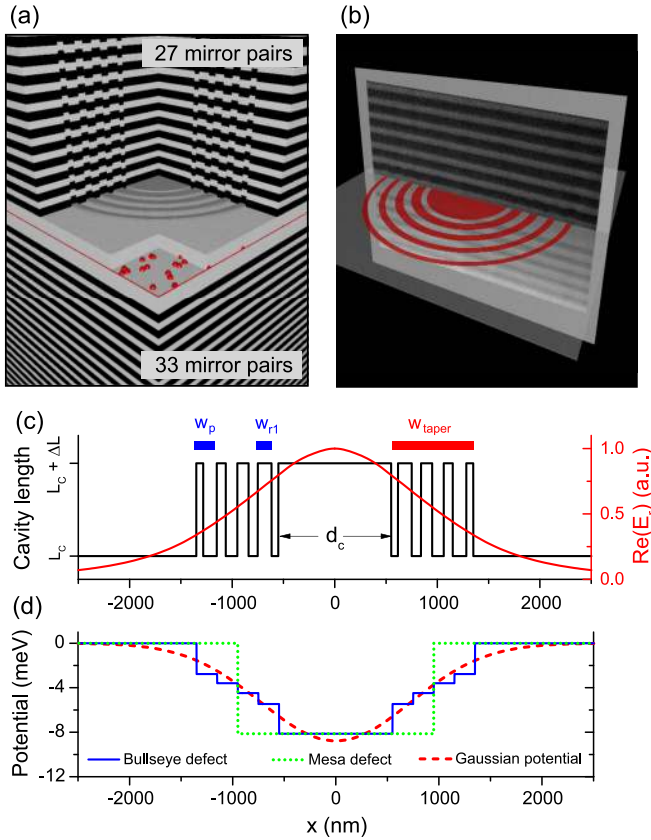 (a)
27 mirror pairs
33 mirror pairs
(b)
(c)
w_p
w_r1
w_taper
Cavity length
L_C + ΔL
L_C
d_c
1.0
0.5
0.0
Re(E_r) (a.u.)
-2000 -1000 0 1000 2000
(d)
Potential (meV)
0
-4
-8
-12
Bullseye defect Mesa defect Gaussian potential
-2000 -1000 0 1000 2000
x (nm)